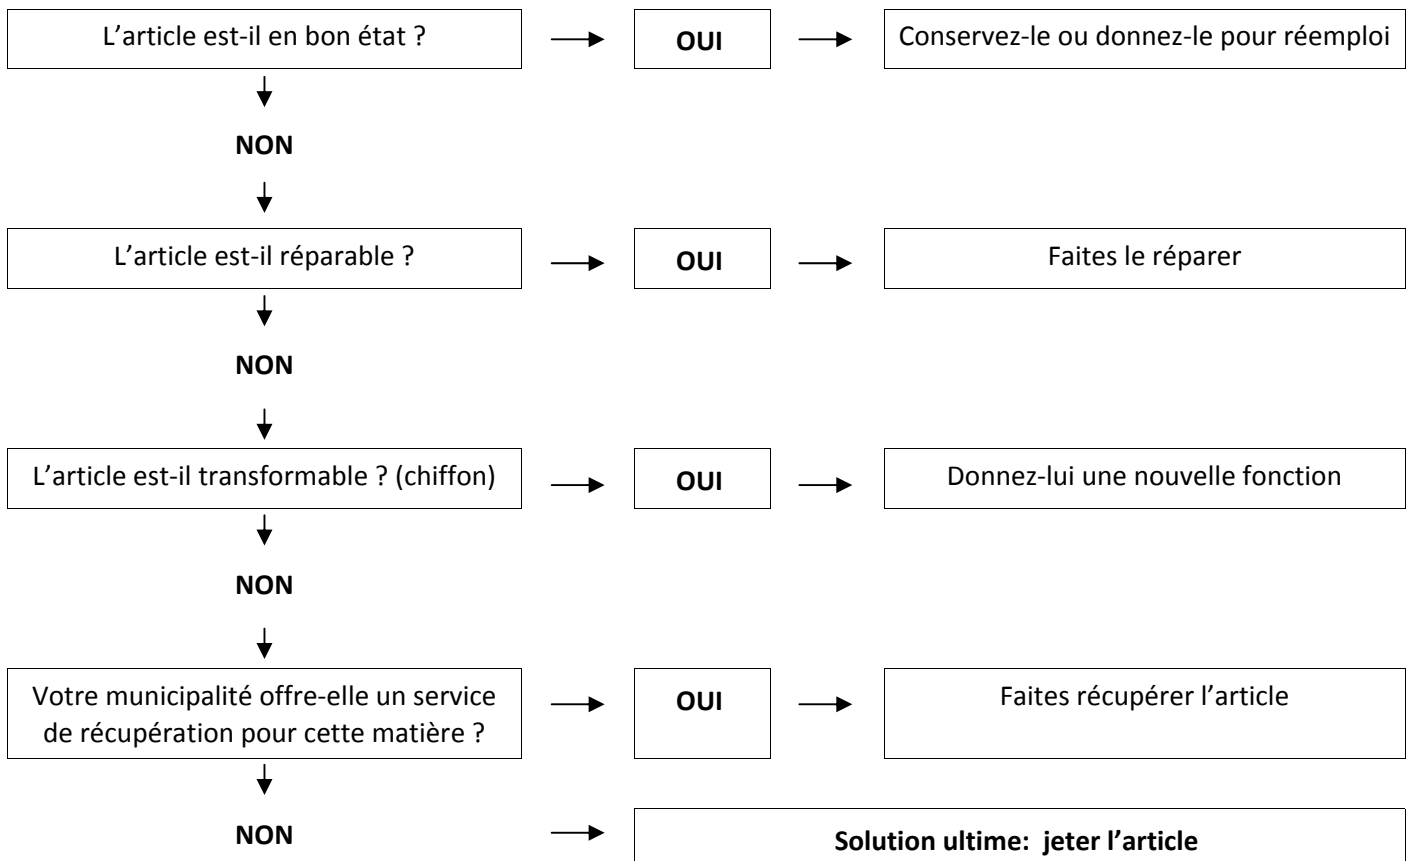 L’article est-il en bon état ?
OUI
Conservez-le ou donnez-le pour réemploi
NON
L’article est-il réparable ?
OUI
Faites le réparer
NON
L’article est-il transformable ? (chiffon)
OUI
Donnez-lui une nouvelle fonction
NON
Votre municipalité offre-elle un service
de récupération pour cette matière ?
OUI
Faites récupérer l’article
NON
Solution ultime: jeter l’article